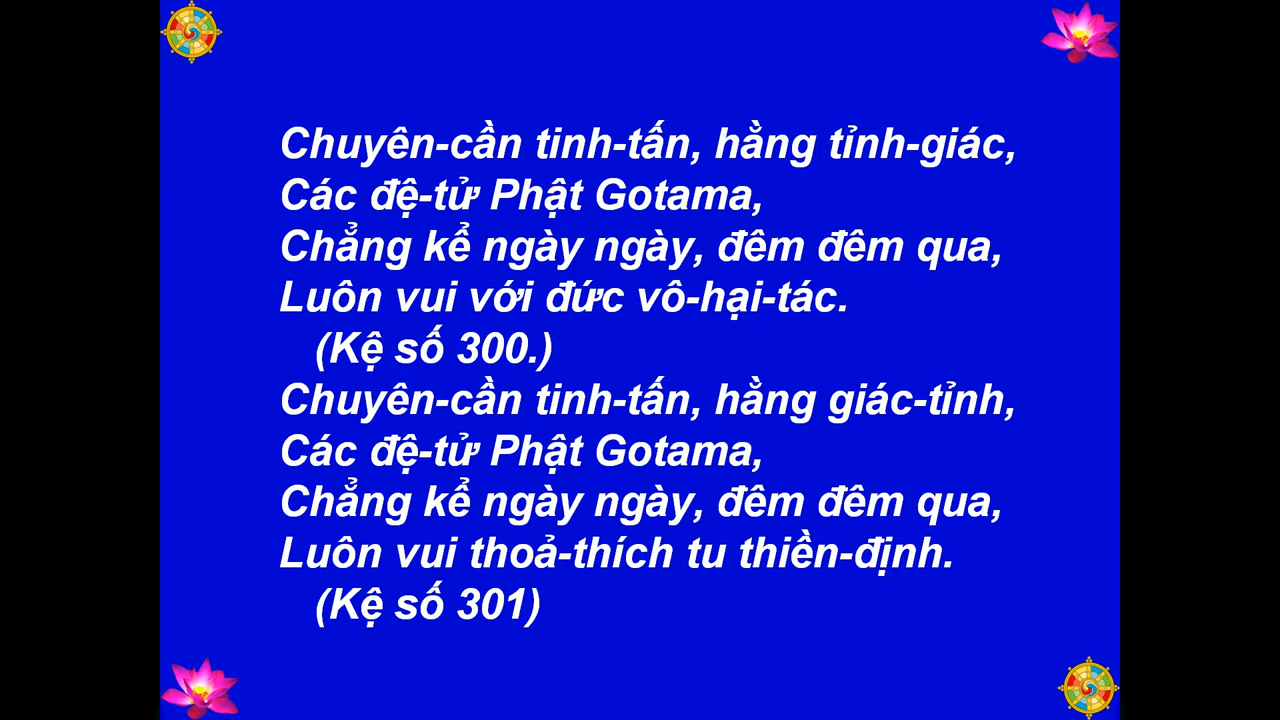 Chuyên-cần tinh-tấn, hằng tỉnh-giác,
Các đệ-tử Phật Gotama,
Chẳng kể ngày ngày, đêm đêm qua,
Luôn vui với đức vô-hại-tác.
(Kệ số 300.)
Chuyên-cần tinh-tấn, hằng giác-tỉnh,
Các đệ-tử Phật Gotama,
Chẳng kể ngày ngày, đêm đêm qua,
Luôn vui thoả-thích tu thiền-định.
(Kệ số 301)